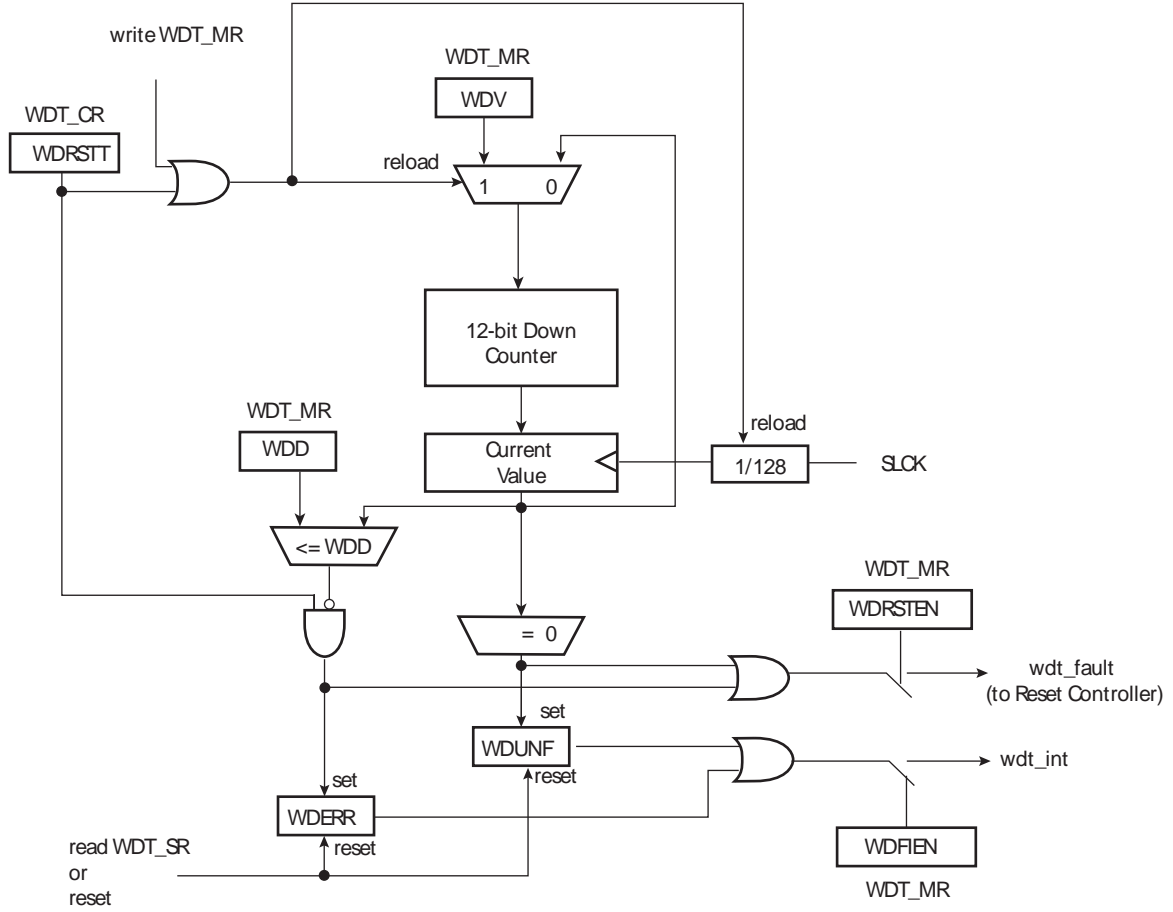 write WDT_MR
WDT_MR
WDV
WDT_CR
WDRSTT
reload
1 0
12-bit Down
Counter
WDT_MR
WDD
reload
Current
Value
1/128
SLCK
<= WDD
WDT_MR
WDRSTEN
= 0
wdt_fault
(to Reset Controller)
set
WDUNF
reset
wdt_int
set
WDERR
reset
read WDT_SR
or
reset
WDFIEN
WDT_MR